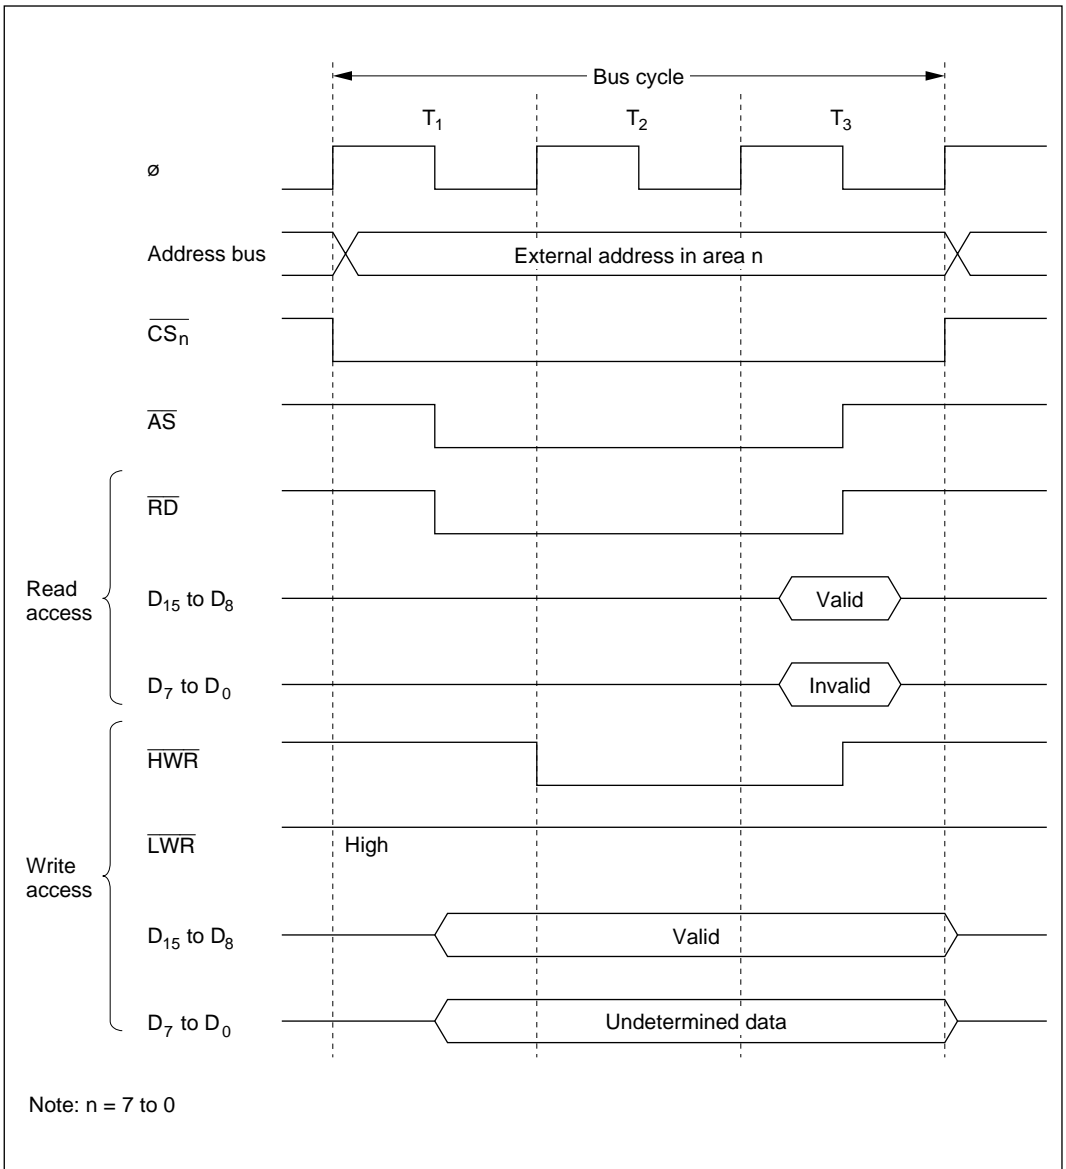 Bus cycle
T1 T2 T3
ø
Address bus External address in area n
CSn
AS
RD
Read access
D15 to D8 Valid
D7 to D0 Invalid
HWR
LWR High
Write access
D15 to D8 Valid
D7 to D0 Undetermined data
Note: n = 7 to 0